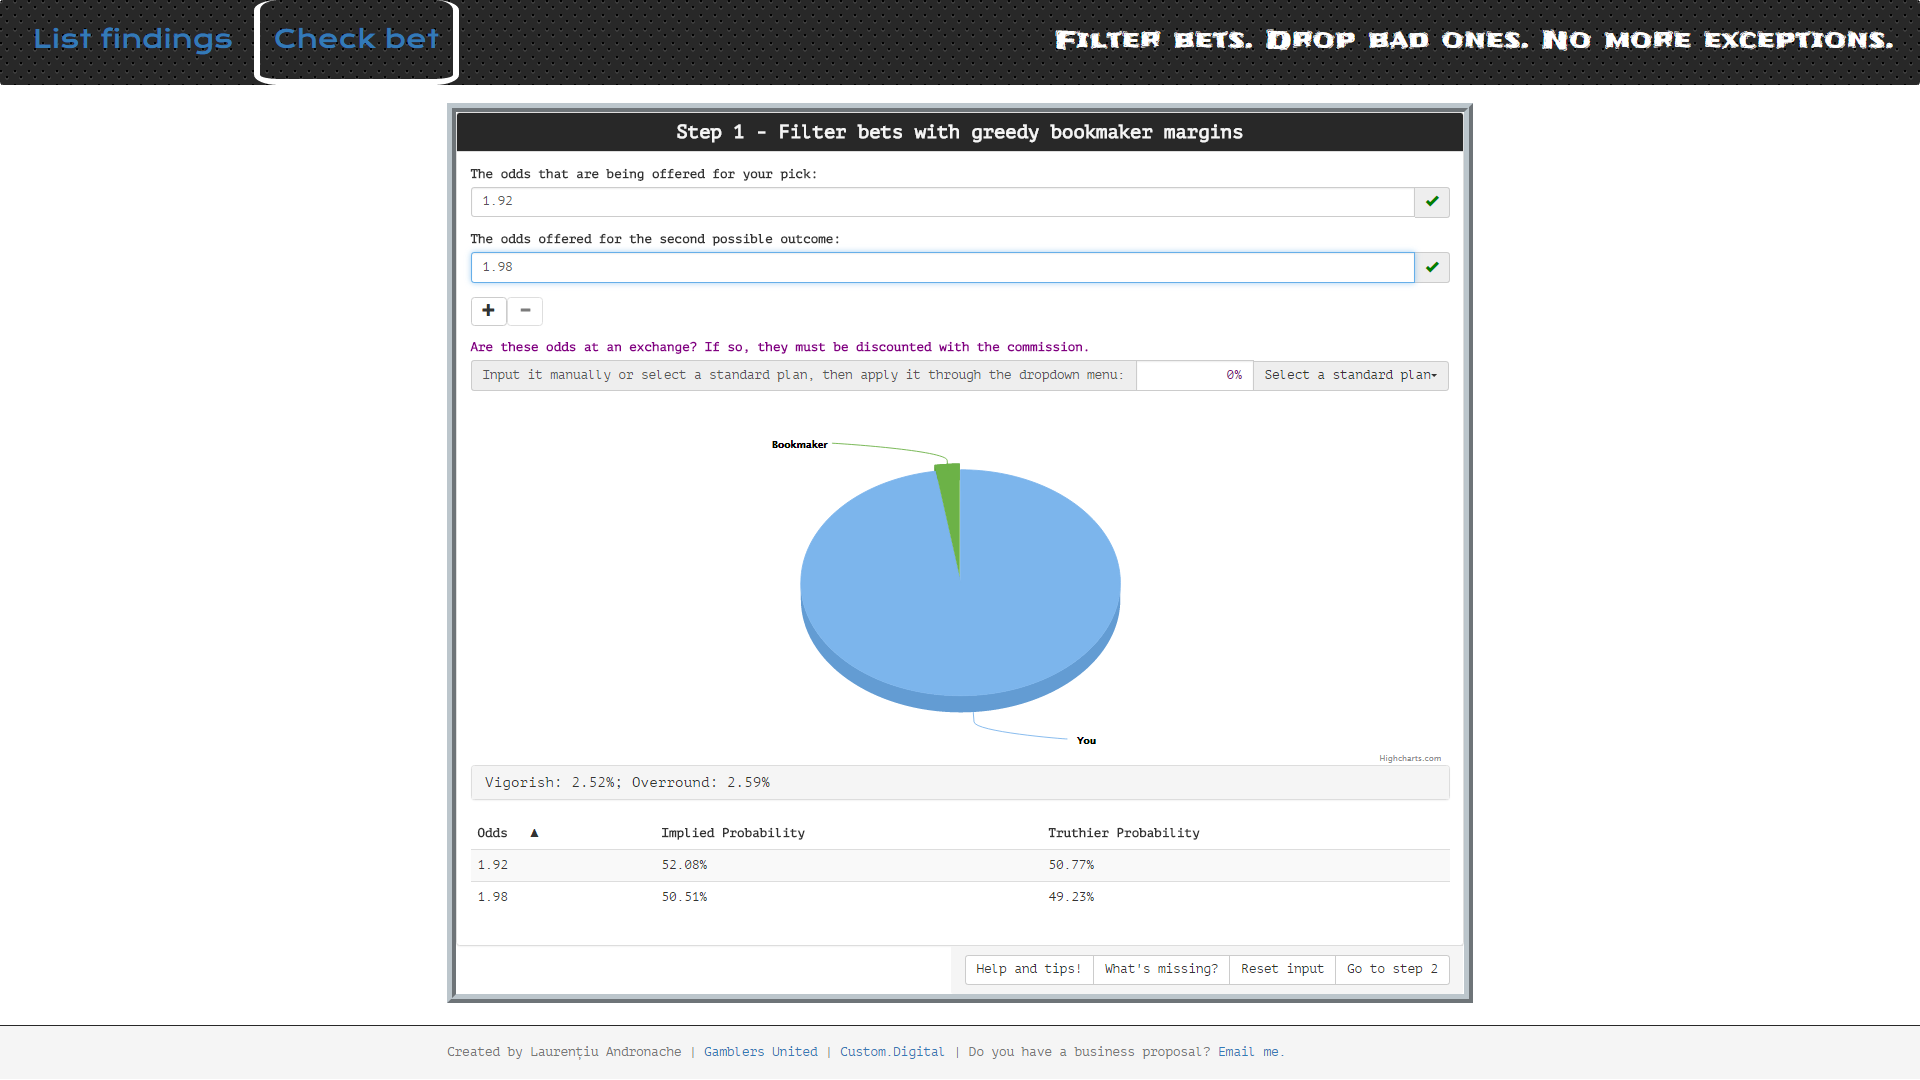 List findings
Check bet
Filter bets. Drop bad ones. No more exceptions.
Step 1 - Filter bets with greedy bookmaker margins
The odds that are being offered for your pick:
1.92
The odds offered for the second possible outcome:
1.98
Are these odds at an exchange? If so, they must be discounted with the commission.
Input it manually or select a standard plan, then apply it through the dropdown menu: 0% Select a standard plan
Bookmaker
You
Highcharts.com
Vigorish: 2.52%; Overround: 2.59%
Odds ▲ Implied Probability Truthier Probability
1.92 52.08% 50.77%
1.98 50.51% 49.23%
Help and tips! What's missing? Reset input Go to step 2
Created by Laurențiu Andronache | Gamblers United | Custom.Digital | Do you have a business proposal? Email me.